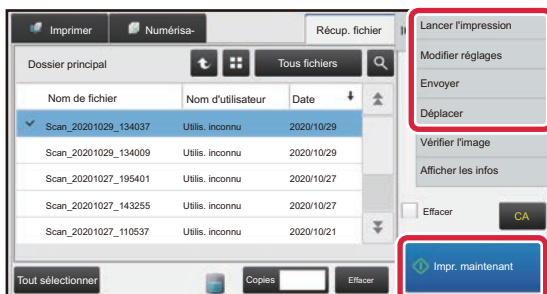 Imprimer Numérisa- Récup. fichier
Dossier principal Tous fichiers
Nom de fichier Nom d'utilisateur Date
Scan_20201029_134037 Utilis. inconnu 2020/10/29
Scan_20201029_134009 Utilis. inconnu 2020/10/29
Scan_20201027_195401 Utilis. inconnu 2020/10/27
Scan_20201027_143255 Utilis. inconnu 2020/10/27
Scan_20201027_110537 Utilis. inconnu 2020/10/21
Tout sélectionner Copies Effacer
Lancer l'impression
Modifier réglages
Envoyer
Déplacer
Vérifier l'image
Afficher les infos
Effacer CA
Impr. maintenant